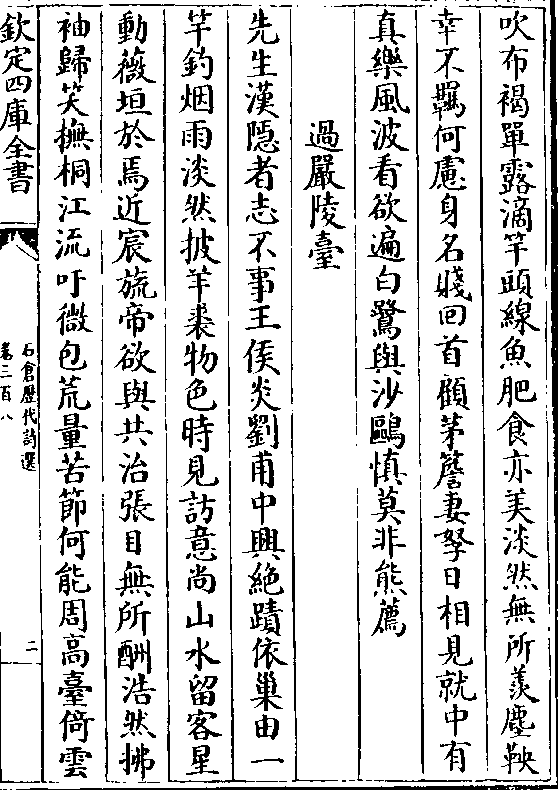 吹布褐單露滴竿頭線魚肥食亦美淡然無所羨塵鞅
幸不羈何慮身名賤回首顧茅簷妻孥日相見就中有
真樂風波看欲遍白鷺與沙鷗慎莫非熊薦
過嚴陵臺
先生漢隱者志不事王侯炎劉甫中興絶蹟依巢由一
竿釣烟雨淡然披羊裘物色時見訪意尚山水留客星
動薇垣於焉近宸旒帝欲與共治張目無所酬浩然拂
袖歸笑撫桐江流吁微包荒量苦節何能周高臺倚雲
欽定四庫全書
石倉歷代詩選
卷三百八
二